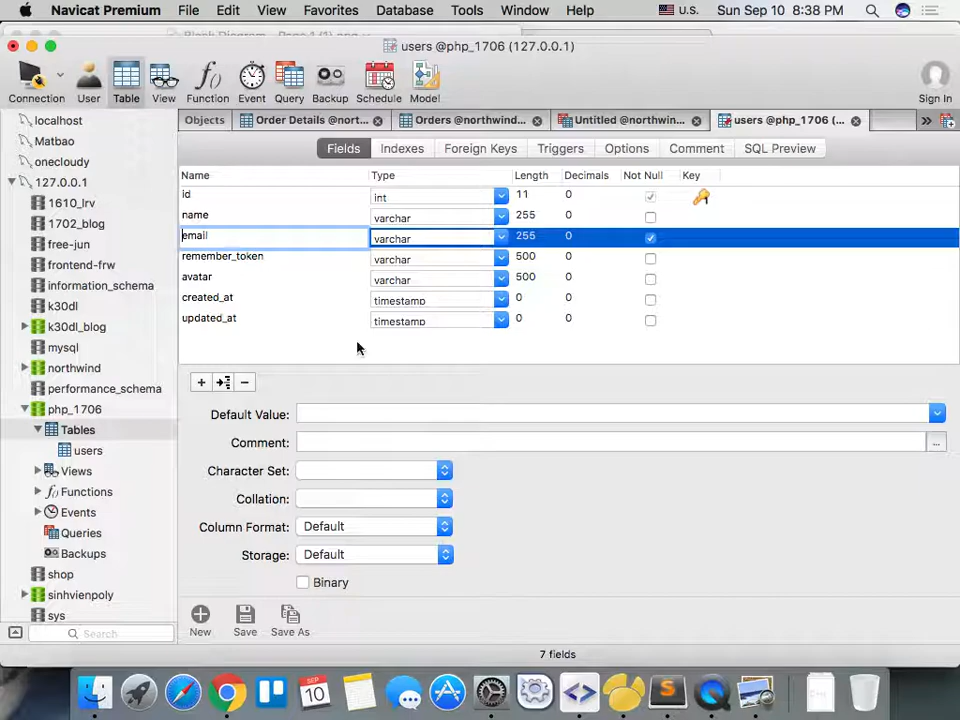 Navicat Premium File Edit View Favorites Database Tools Window Help U.S. Sun Sep 10 8:38 PM
users @php_1706 (127.0.0.1)
Connection User Table View Function Event Query Backup Schedule Model Sign In
Objects Order Details @nort... Orders @northwind... Untitled @northwin... users @php_1706 (...
Fields Indexes Foreign Keys Triggers Options Comment SQL Preview
Name Type Length Decimals Not Null Key
id int 11 0
name varchar 255 0
email varchar 255 0
remember_token varchar 500 0
avatar varchar 500 0
created_at timestamp 0 0
updated_at timestamp 0 0
localhost
Matbao
onecloudy
127.0.0.1
1610_lrv
1702_blog
free-jun
frontend-frw
information_schema
k30dl
k30dl_blog
mysql
northwind
performance_schema
php_1706
Tables
users
Views
Functions
Events
Queries
Backups
shop
sinhvienpoly
sys
Search
Default Value:
Comment: ...
Character Set:
Collation:
Column Format: Default
Storage: Default
Binary
New Save Save As
7 fields
SEP
10